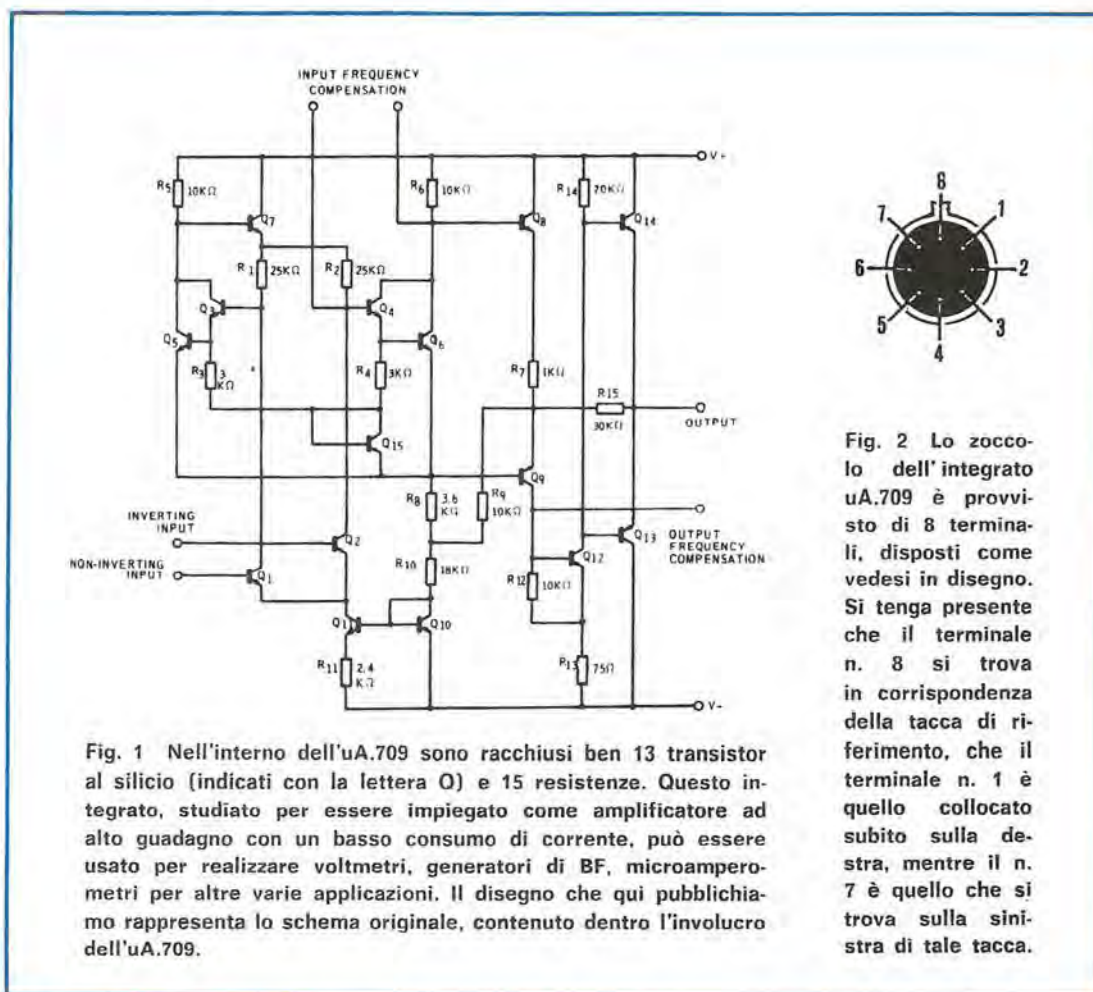 INPUT FREQUENCY
COMPENSATION
V+
R5
10KΩ
R6
10KΩ
R14
70KΩ
Q7
Q8
Q14
R1
25KΩ
R2
25KΩ
Q3
Q4
Q5
Q6
R3
3
KΩ
R4
3KΩ
R7
1KΩ
R15
30KΩ
OUTPUT
Q15
Q9
R8
3.6
KΩ
R9
10KΩ
INVERTING
INPUT
Q2
OUTPUT
FREQUENCY
COMPENSATION
Q13
NON-INVERTING
INPUT
Q1
R10
18KΩ
Q12
R12
10KΩ
Q1
Q10
R11
2,4
KΩ
R13
75Ω
V-
Fig. 1 Nell'interno dell'uA.709 sono racchiusi ben 13 transistor
al silicio (indicati con la lettera Q) e 15 resistenze. Questo in-
tegrato, studiato per essere impiegato come amplificatore ad
alto guadagno con un basso consumo di corrente, può essere
usato per realizzare voltmetri, generatori di BF, microampero-
metri per altre varie applicazioni. Il disegno che qui pubblichia-
mo rappresenta lo schema originale, contenuto dentro l'involucro
dell'uA.709.
8
7
1
6
2
5
3
4
Fig. 2 Lo zocco-
lo dell'integrato
uA.709 è provvi-
sto di 8 termina-
li, disposti come
vedesi in disegno.
Si tenga presente
che il terminale
n. 8 si trova
in corrispondenza
della tacca di ri-
ferimento, che il
terminale n. 1 è
quello collocato
subito sulla de-
stra, mentre il n.
7 è quello che si
trova sulla sini-
stra di tale tacca.